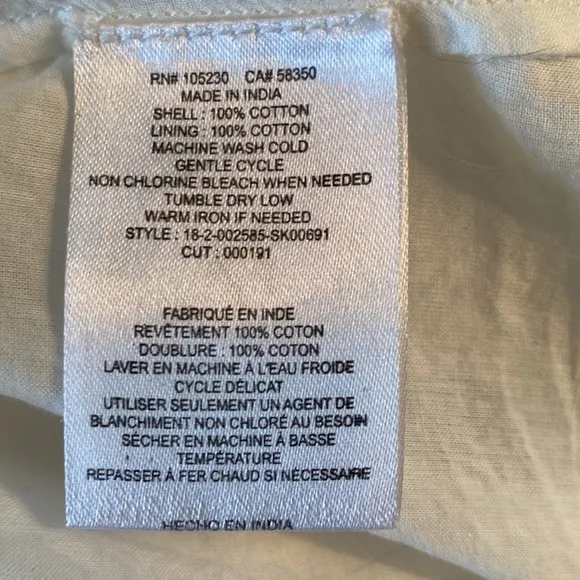 RN# 105230 CA# 58350
MADE IN INDIA
SHELL : 100% COTTON
LINING : 100% COTTON
MACHINE WASH COLD
GENTLE CYCLE
NON CHLORINE BLEACH WHEN NEEDED
TUMBLE DRY LOW
WARM IRON IF NEEDED
STYLE : 18-2-002585-SK00691
CUT : 000191
FABRIQUÉ EN INDE
REVÊTEMENT 100% COTON
DOUBLURE : 100% COTON
LAVER EN MACHINE À L'EAU FROIDE
CYCLE DÉLICAT
UTILISER SEULEMENT UN AGENT DE
BLANCHIMENT NON CHLORÉ AU BESOIN
SÉCHER EN MACHINE À BASSE
TEMPÉRATURE
REPASSER À FER CHAUD SI NÉCESSAIRE
HECHO EN INDIA